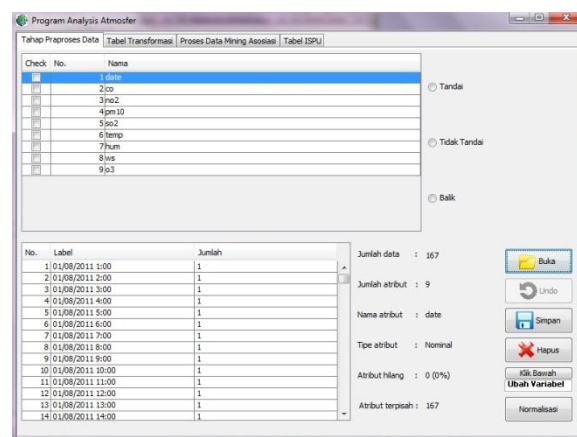 Program Analysis Atmosfer
Tahap Praproses Data Tabel Transformasi Proses Data Mining Asosiasi Tabel ISPU
Check No. Nama
1 date
2 co
3 no2
4 pm10
5 so2
6 temp
7 hum
8 ws
9 o3
Tandai
Tidak Tandai
Balik
No. Label Jumlah
1 01/08/2011 1:00 1
2 01/08/2011 2:00 1
3 01/08/2011 3:00 1
4 01/08/2011 4:00 1
5 01/08/2011 5:00 1
6 01/08/2011 6:00 1
7 01/08/2011 7:00 1
8 01/08/2011 8:00 1
9 01/08/2011 9:00 1
10 01/08/2011 10:00 1
11 01/08/2011 11:00 1
12 01/08/2011 12:00 1
13 01/08/2011 13:00 1
14 01/08/2011 14:00 1
Jumlah data : 167
Jumlah atribut : 9
Nama atribut : date
Tipe atribut : Nominal
Atribut hilang : 0 (0%)
Atribut terpisah : 167
Buka
Undo
Simpan
Hapus
Klik Bawah
Ubah Variabel
Normalisasi